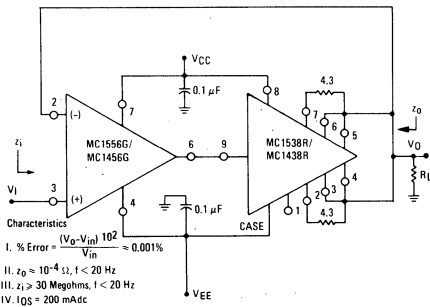 VCC
0.1 μF
4.3
8
7
6
5
2
(-)
7
zi
MC1556G/
MC1456G
6
9
MC1538R/
MC1438R
zo
VO
RL
3
(+)
VI
4
0.1 μF
CASE
1
2
3
4
4.3
VEE
Characteristics
I. % Error = (Vo-Vin) 10² / Vin ≈ 0.001%
II. zo ≈ 10⁻⁴ Ω, f < 20 Hz
III. zi ⩾ 30 Megohms, f < 20 Hz
IV. IOS = 200 mAdc